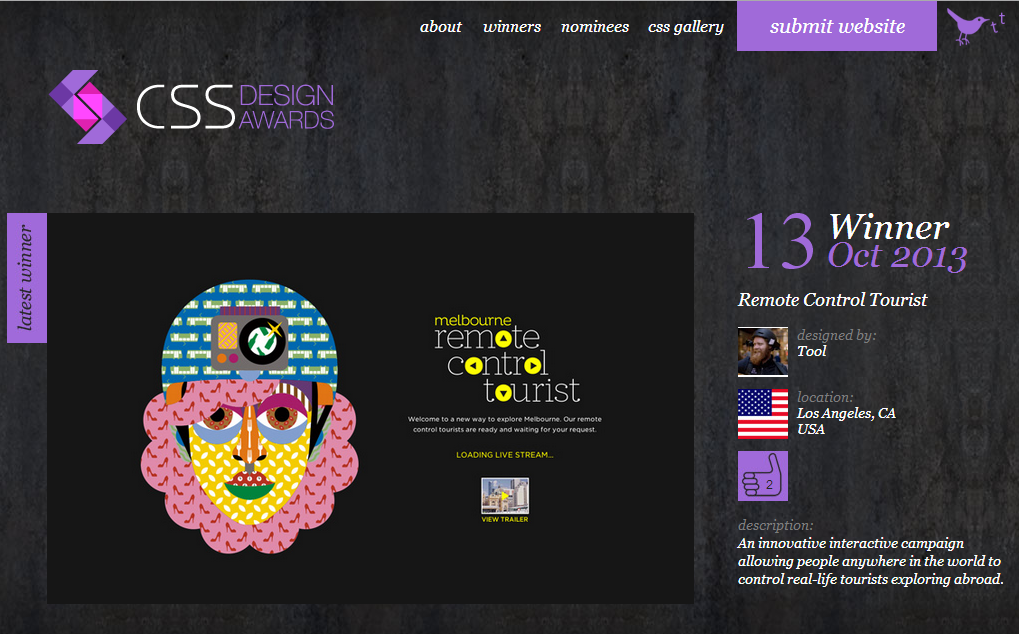 about winners nominees css gallery submit website
t t
CSS DESIGN
AWARDS
latest winner
melbourne
remote
control
tourist
Welcome to a new way to explore Melbourne. Our remote
control tourists are ready and waiting for your request.
LOADING LIVE STREAM...
VIEW TRAILER
13 Winner
Oct 2013
Remote Control Tourist
designed by:
Tool
location:
Los Angeles, CA
USA
2
description:
An innovative interactive campaign
allowing people anywhere in the world to
control real-life tourists exploring abroad.